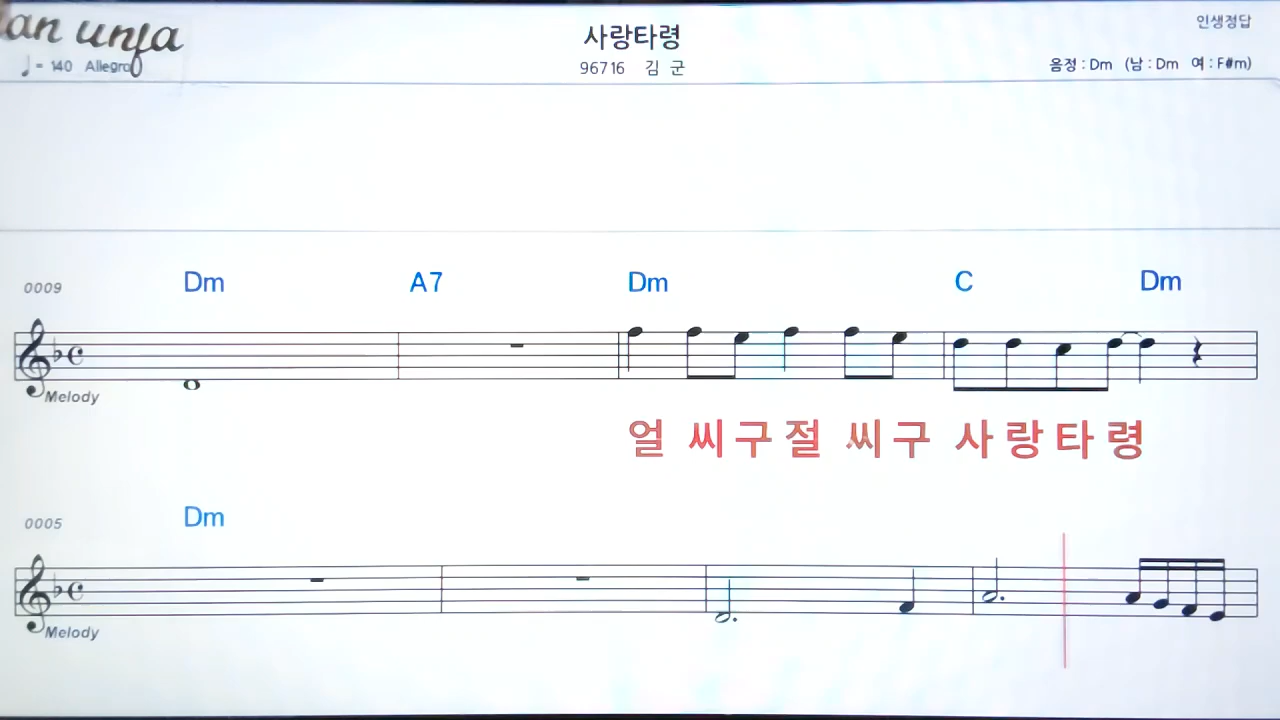 사랑타령
인생정답
♩= 140 Allegro
96716 김 군
음정 : Dm (남 : Dm 여 : F#m)
0009 Dm A7 Dm C Dm
Melody
얼 씨구절 씨구 사랑타령
0005 Dm
Melody